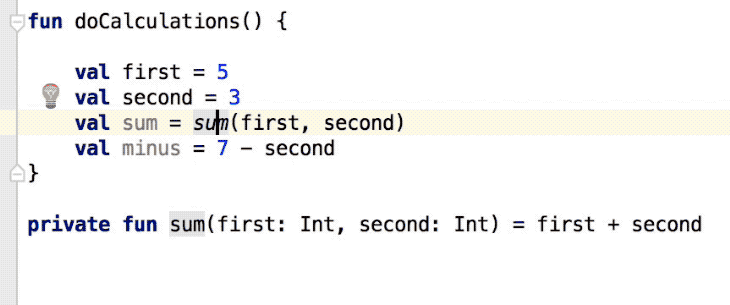 fun doCalculations() {
val first = 5
val second = 3
val sum = sum(first, second)
val minus = 7 - second
}
private fun sum(first: Int, second: Int) = first + second